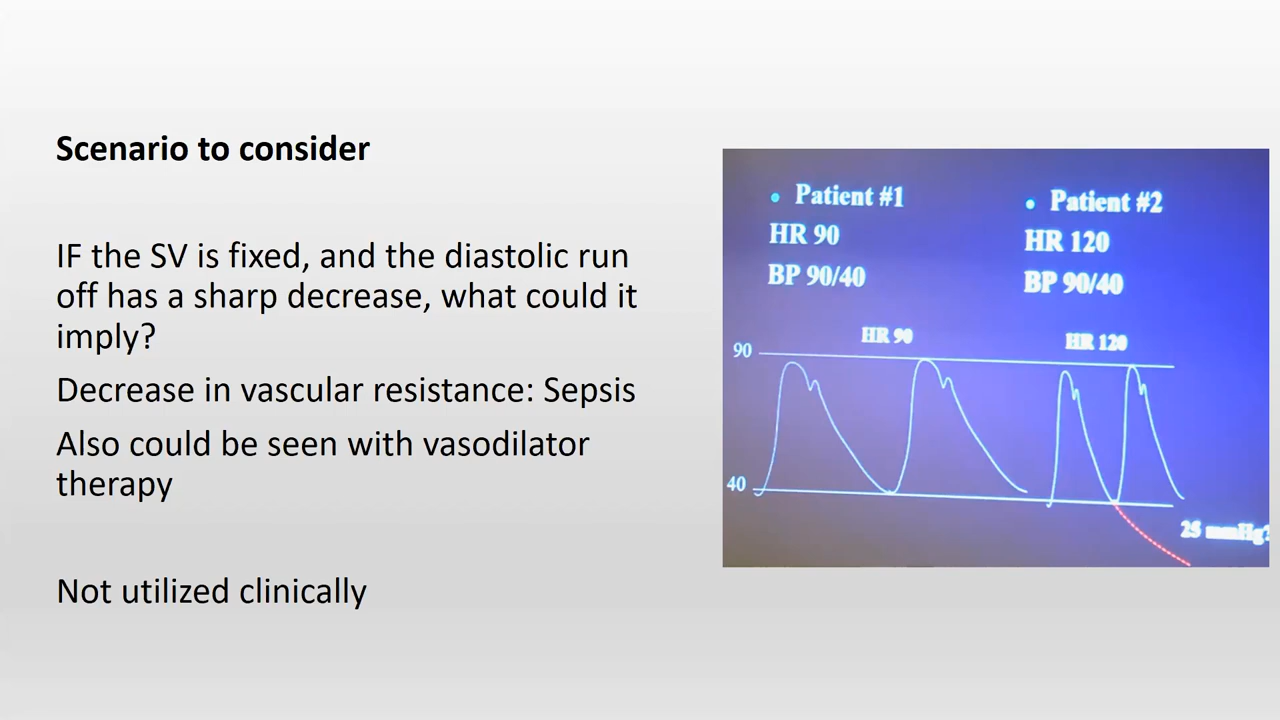 Scenario to consider
IF the SV is fixed, and the diastolic run
off has a sharp decrease, what could it
imply?
Decrease in vascular resistance: Sepsis
Also could be seen with vasodilator
therapy
Not utilized clinically
• Patient #1
HR 90
BP 90/40
• Patient #2
HR 120
BP 90/40
HR 90
HR 120
90
40
25 mmHg?